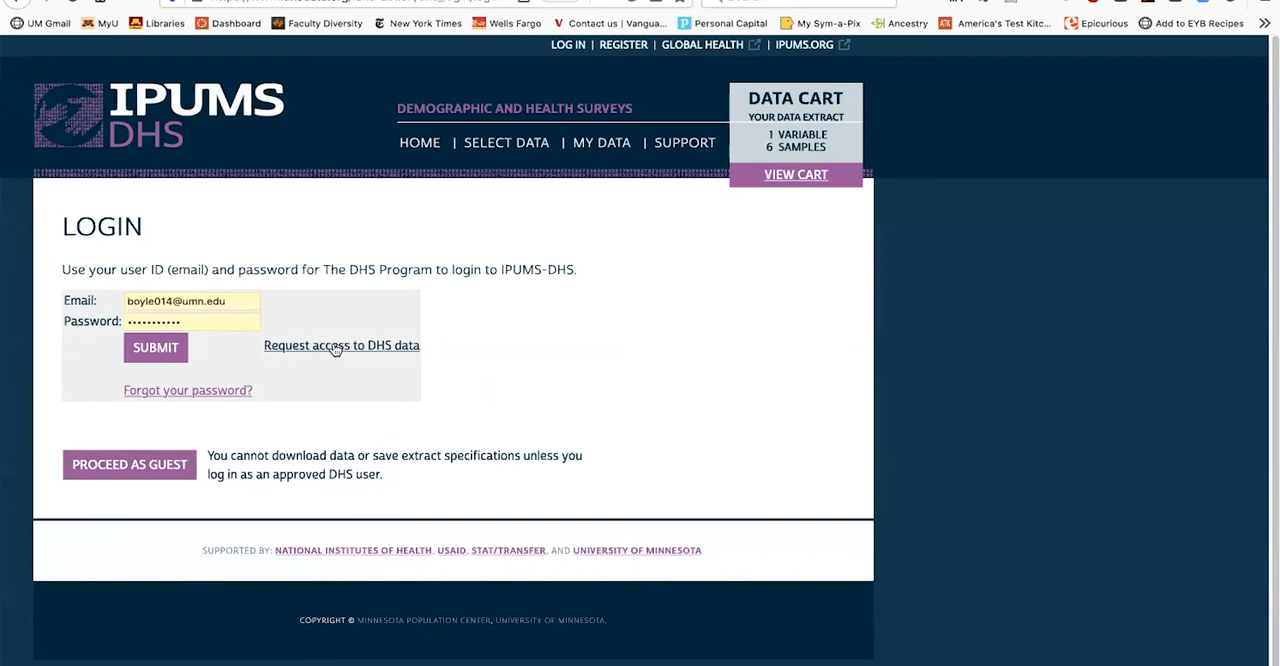 UM Gmail MyU Libraries Dashboard Faculty Diversity New York Times Wells Fargo Contact us | Vangua... Personal Capital My Sym-a-Pix Ancestry America's Test Kitc... Epicurious Add to EYB Recipes
LOG IN | REGISTER | GLOBAL HEALTH | IPUMS.ORG
IPUMS
DHS
DEMOGRAPHIC AND HEALTH SURVEYS
HOME | SELECT DATA | MY DATA | SUPPORT
DATA CART
YOUR DATA EXTRACT
1 VARIABLE
6 SAMPLES
VIEW CART
LOGIN
Use your user ID (email) and password for The DHS Program to login to IPUMS-DHS.
Email: boyle014@umn.edu
Password: •••••••••••
SUBMIT Request access to DHS data
Forgot your password?
PROCEED AS GUEST
You cannot download data or save extract specifications unless you
log in as an approved DHS user.
SUPPORTED BY: NATIONAL INSTITUTES OF HEALTH, USAID, STAT/TRANSFER, AND UNIVERSITY OF MINNESOTA
COPYRIGHT © MINNESOTA POPULATION CENTER, UNIVERSITY OF MINNESOTA.